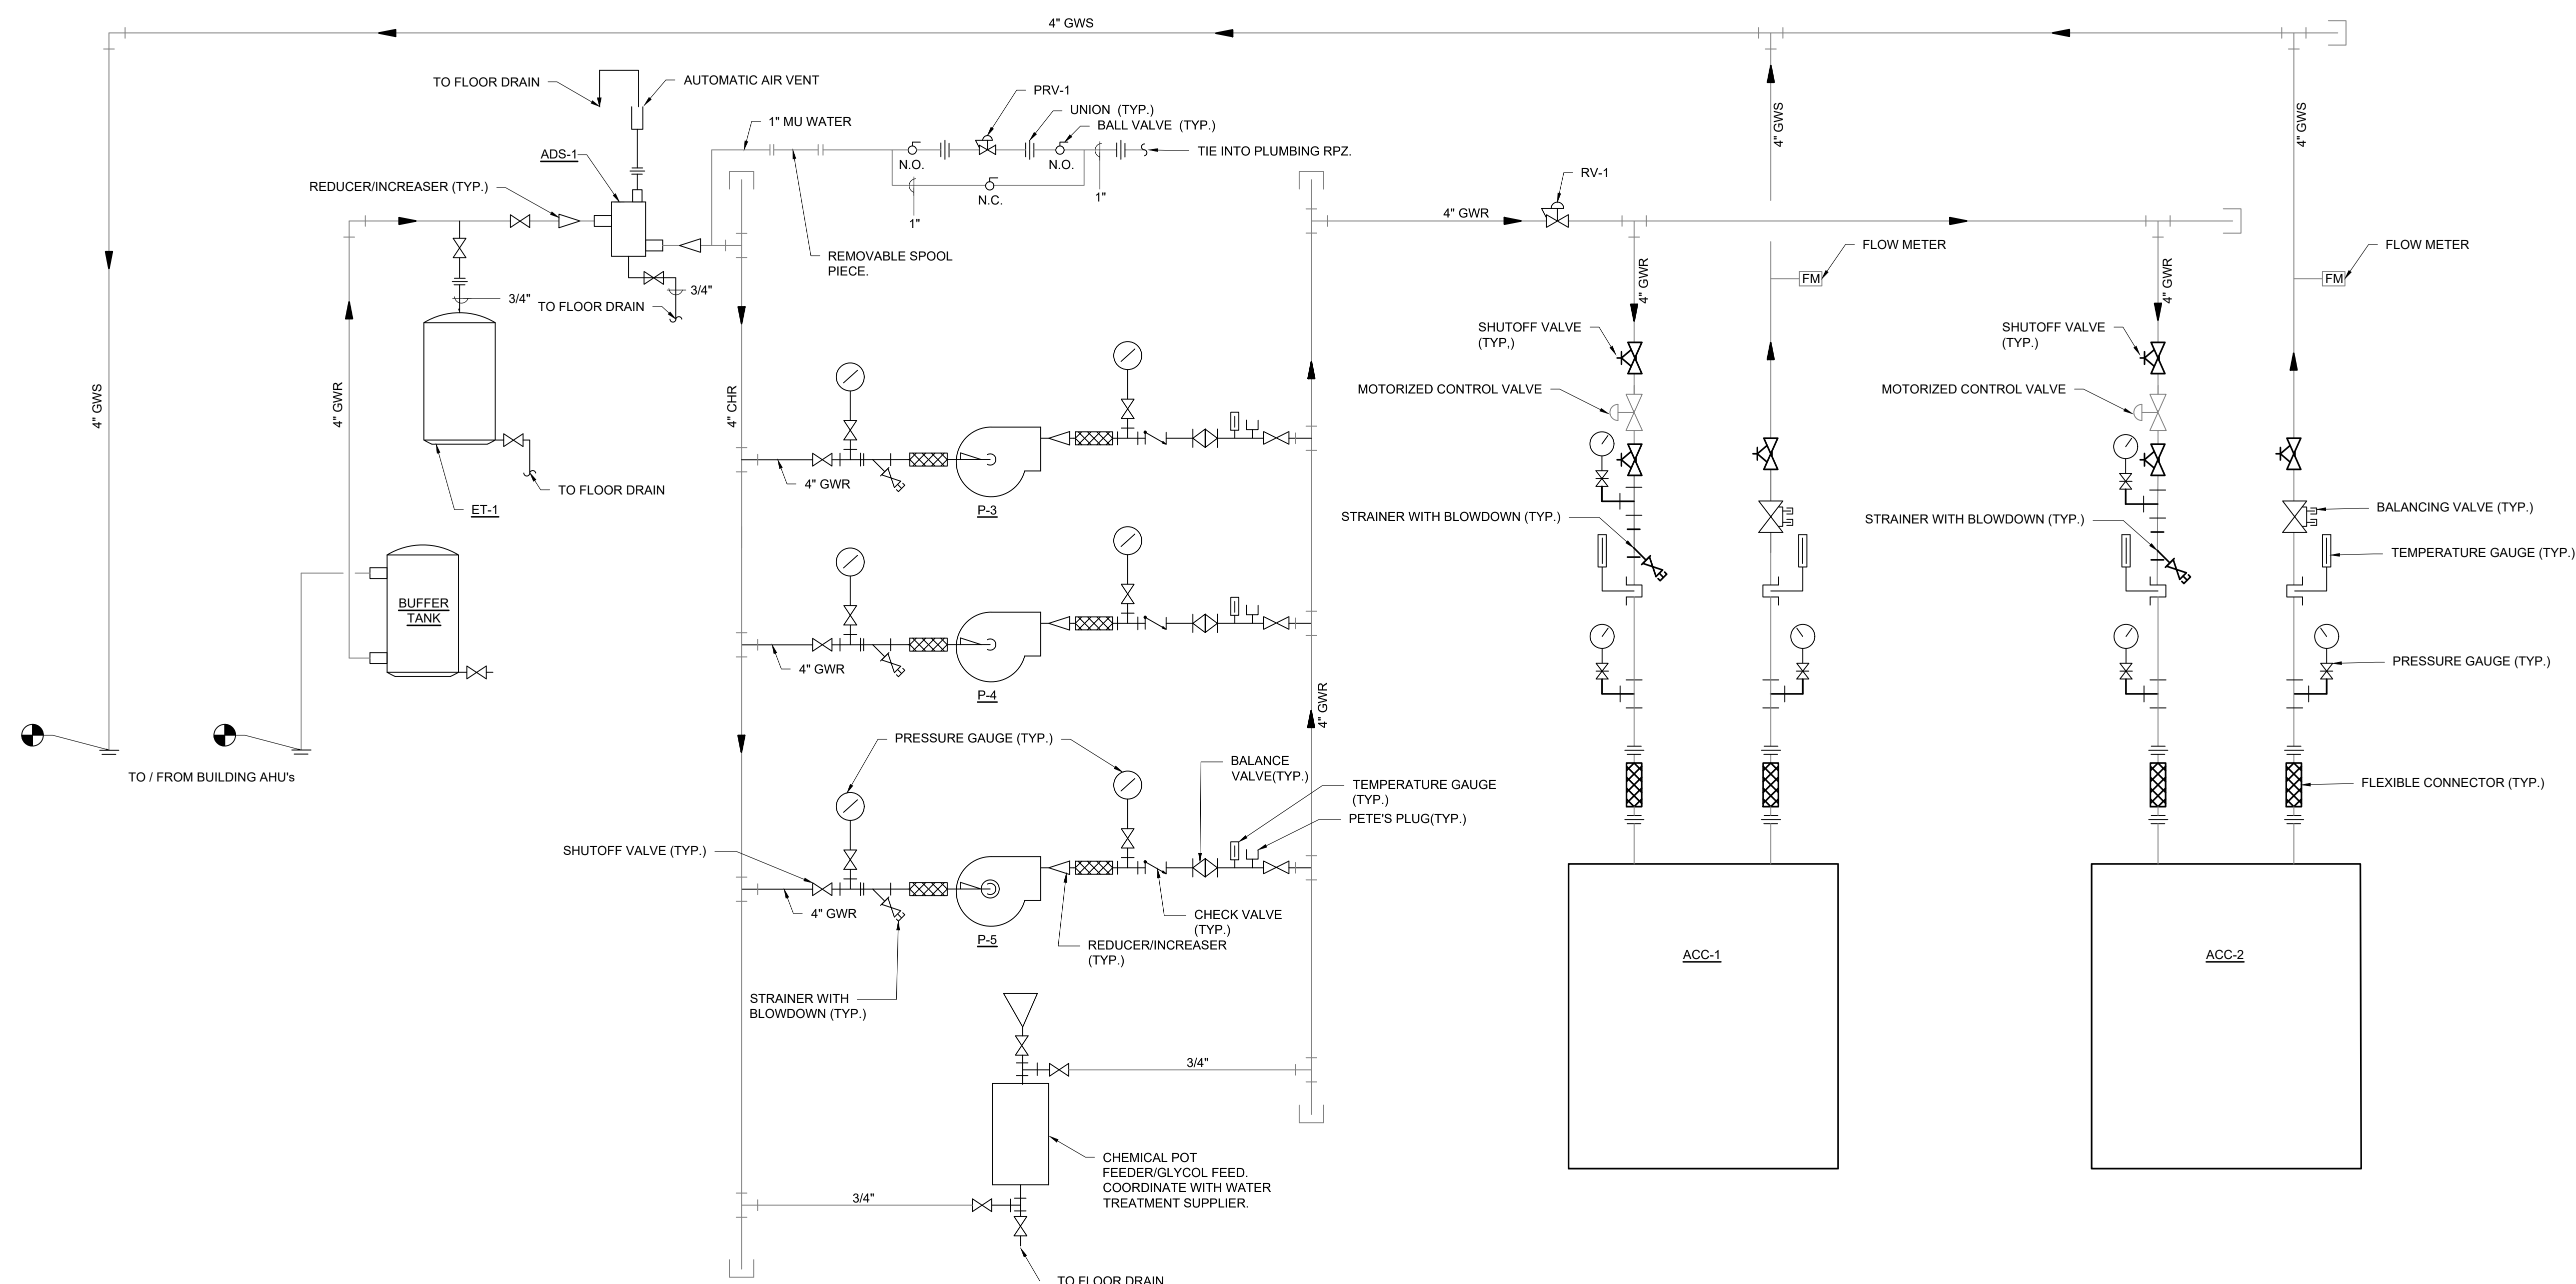 4" GWS
TO FLOOR DRAIN
AUTOMATIC AIR VENT
PRV-1
UNION (TYP.)
BALL VALVE (TYP.)
1" MU WATER
ADS-1
N.O.
N.O.
TIE INTO PLUMBING RPZ.
REDUCER/INCREASER (TYP.)
N.C.
1"
1"
REMOVABLE SPOOL
PIECE.
3/4"
3/4"
TO FLOOR DRAIN
4" GWS
4" GWR
4" CHR
TO FLOOR DRAIN
ET-1
BUFFER
TANK
TO / FROM BUILDING AHU's
4" GWR
P-3
4" GWR
P-4
4" GWR
PRESSURE GAUGE (TYP.)
BALANCE
VALVE(TYP.)
TEMPERATURE GAUGE
(TYP.)
PETE'S PLUG(TYP.)
SHUTOFF VALVE (TYP.)
4" GWR
P-5
CHECK VALVE
(TYP.)
REDUCER/INCREASER
(TYP.)
STRAINER WITH
BLOWDOWN (TYP.)
3/4"
CHEMICAL POT
FEEDER/GLYCOL FEED.
COORDINATE WITH WATER
TREATMENT SUPPLIER.
3/4"
TO FLOOR DRAIN
4" GWS
4" GWS
RV-1
4" GWR
FLOW METER
FM
FLOW METER
FM
4" GWR
4" GWR
SHUTOFF VALVE
(TYP,)
SHUTOFF VALVE
(TYP.)
MOTORIZED CONTROL VALVE
MOTORIZED CONTROL VALVE
STRAINER WITH BLOWDOWN (TYP.)
STRAINER WITH BLOWDOWN (TYP.)
BALANCING VALVE (TYP.)
TEMPERATURE GAUGE (TYP.)
PRESSURE GAUGE (TYP.)
FLEXIBLE CONNECTOR (TYP.)
ACC-1
ACC-2